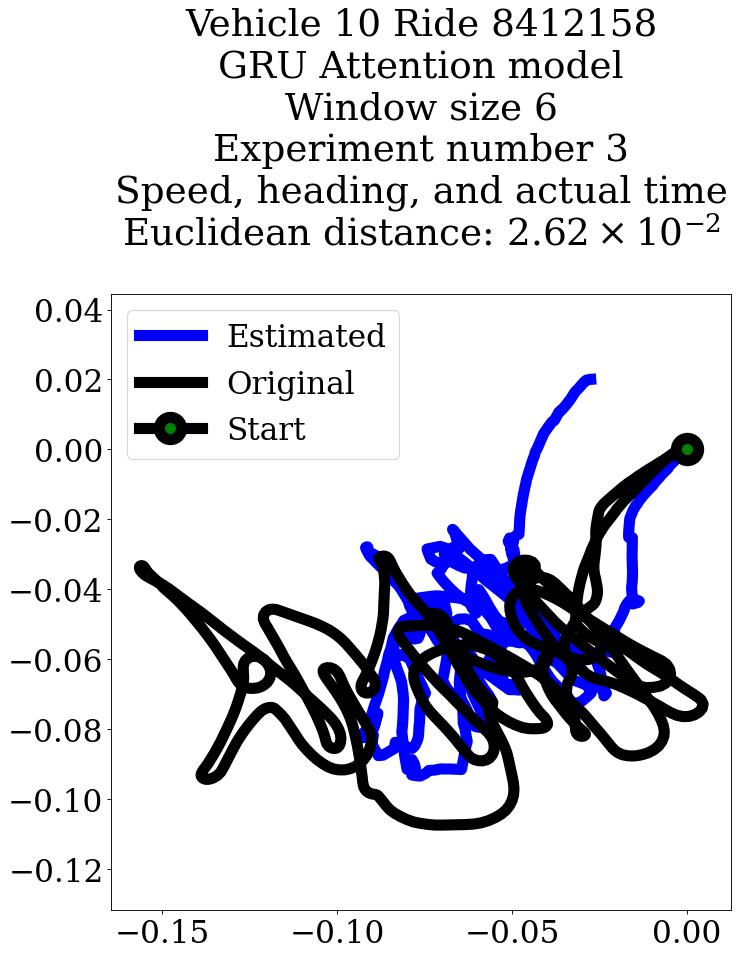 Vehicle 10 Ride 8412158
GRU Attention model
Window size 6
Experiment number 3
Speed, heading, and actual time
Euclidean distance: 2.62 × 10⁻²
Estimated
Original
Start
0.04
0.02
0.00
−0.02
−0.04
−0.06
−0.08
−0.10
−0.12
−0.15
−0.10
−0.05
0.00